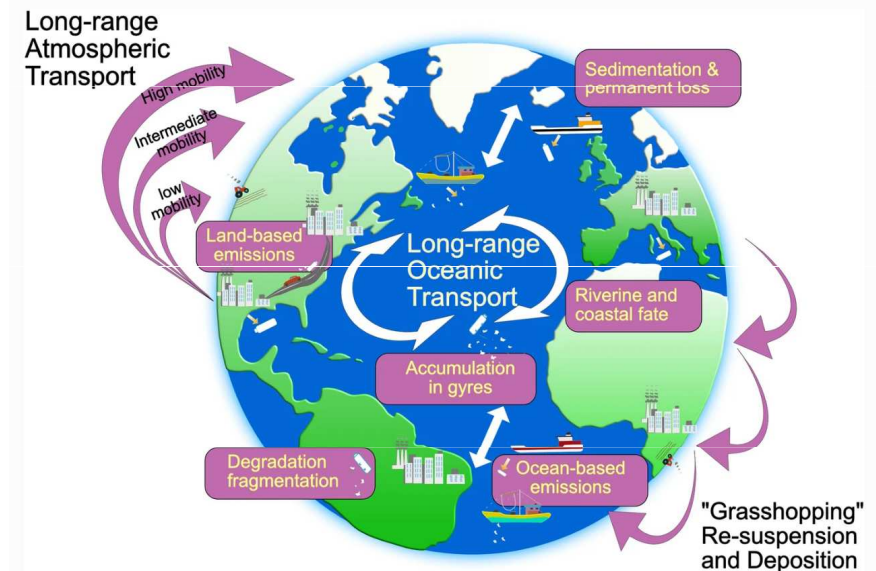 Long-range
Atmospheric
Transport
High mobility
Intermediate
mobility
low
mobility
Sedimentation &
permanent loss
Land-based
emissions
Long-range
Oceanic
Transport
Riverine and
coastal fate
Accumulation
in gyres
Degradation
fragmentation
Ocean-based
emissions
"Grasshopping"
Re-suspension
and Deposition